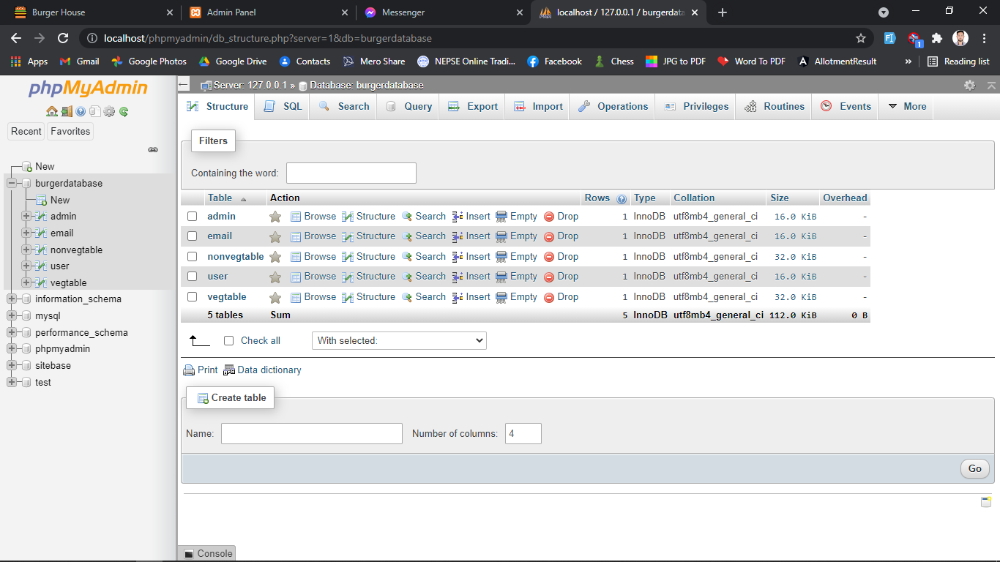 Burger House
Admin Panel
Messenger
localhost / 127.0.0.1 / burgerdata
localhost/phpmyadmin/db_structure.php?server=1&db=burgerdatabase
1
Apps
Gmail
Google Photos
Google Drive
Contacts
Mero Share
NEPSE Online Tradi...
Facebook
Chess
JPG to PDF
Word To PDF
AllotmentResult
»
Reading list
phpMyAdmin
Recent
Favorites
New
burgerdatabase
New
admin
email
nonvegtable
user
vegtable
information_schema
mysql
performance_schema
phpmyadmin
sitebase
test
Server: 127.0.0.1 » Database: burgerdatabase
Structure SQL Search Query Export Import Operations Privileges Routines Events More
Filters
Containing the word:
Table Action Rows Type Collation Size Overhead
admin Browse Structure Search Insert Empty Drop 1 InnoDB utf8mb4_general_ci 16.0 KiB -
email Browse Structure Search Insert Empty Drop 1 InnoDB utf8mb4_general_ci 16.0 KiB -
nonvegtable Browse Structure Search Insert Empty Drop 1 InnoDB utf8mb4_general_ci 32.0 KiB -
user Browse Structure Search Insert Empty Drop 1 InnoDB utf8mb4_general_ci 16.0 KiB -
vegtable Browse Structure Search Insert Empty Drop 1 InnoDB utf8mb4_general_ci 32.0 KiB -
5 tables Sum 5 InnoDB utf8mb4_general_ci 112.0 KiB 0 B
Check all
With selected:
Print
Data dictionary
Create table
Name:
Number of columns: 4
Go
Console